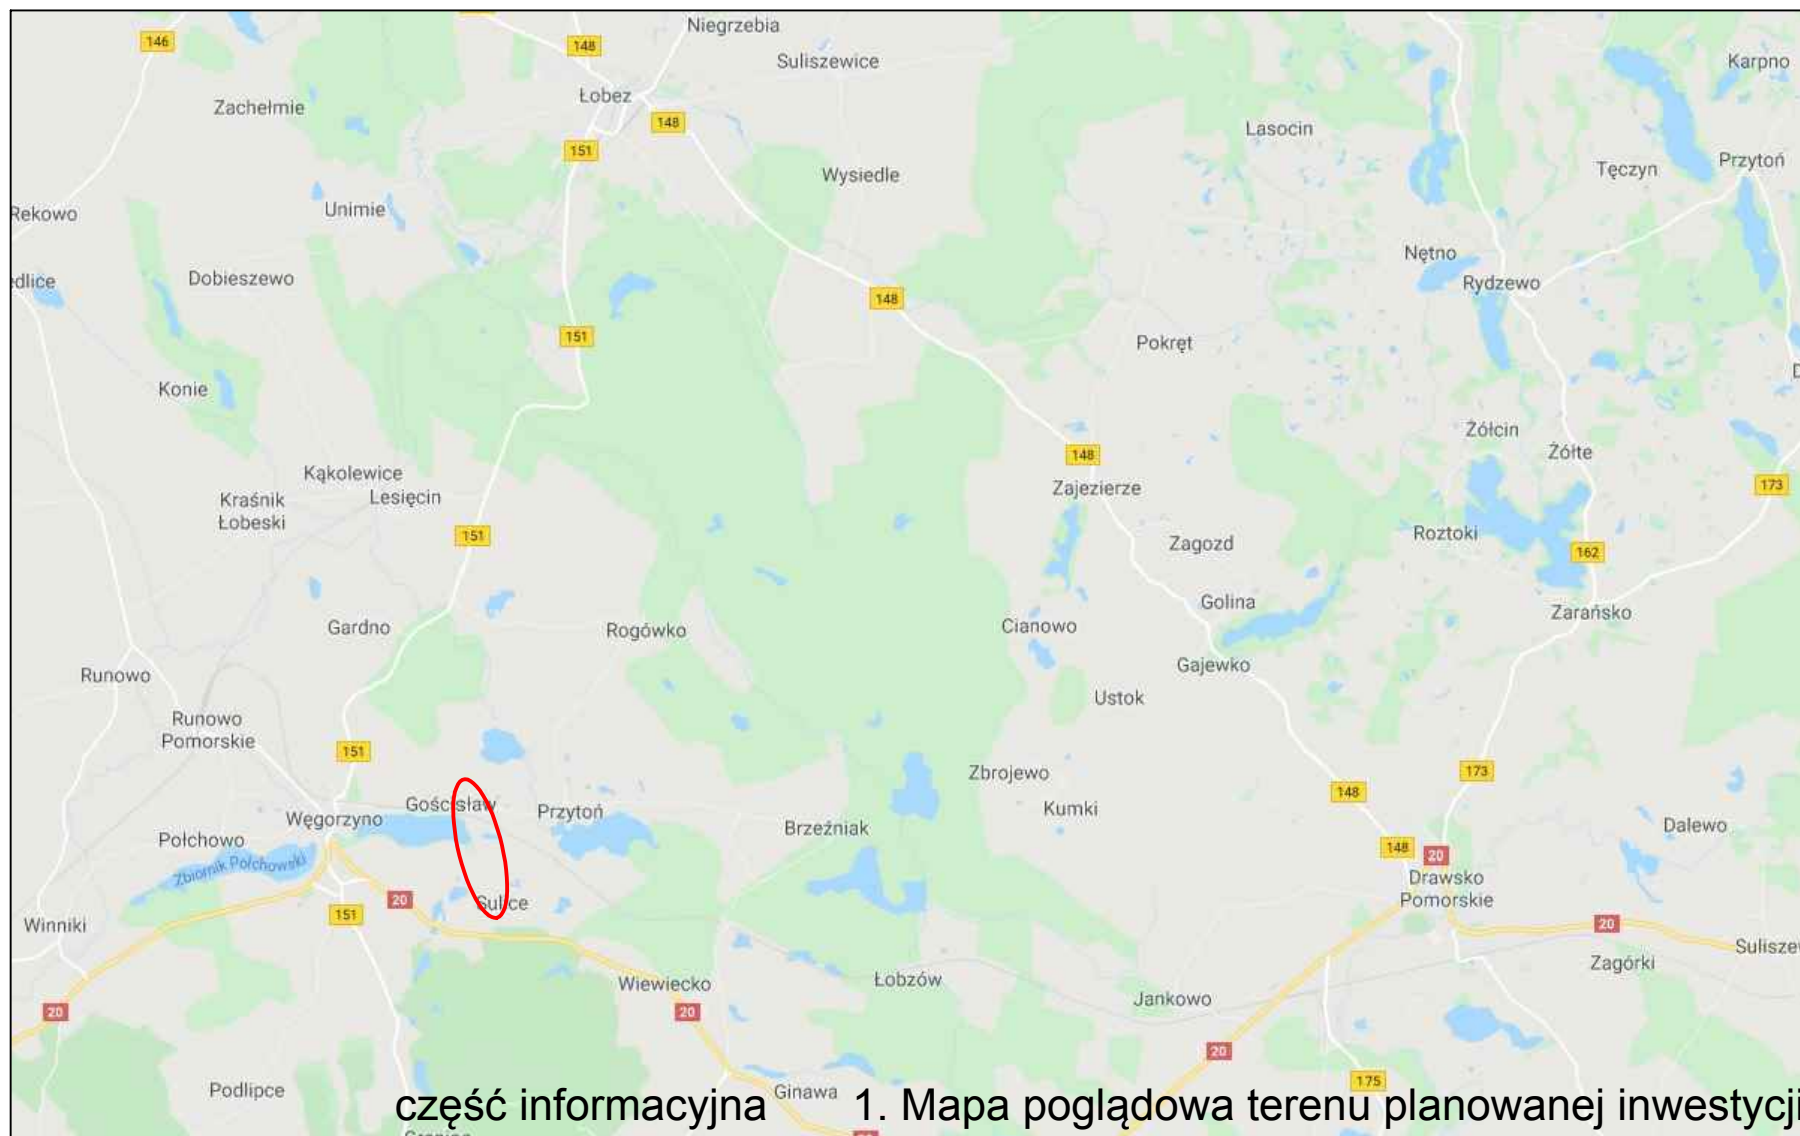 Niegrzebia
146
148
Suliszewice
Karpno
Łobez
Zachełmie
148
Lasocin
151
Przytoń
Tęczyn
Wysiedle
Rekowo
Unimie
Nętno
Dobieszewo
Rydzewo
148
151
Pokręt
Konie
Żółcin
Żółte
148
Kąkolewice
Zajezierze
173
Kraśnik
Łobeski
Lesięcin
151
Roztoki
Zagozd
162
Golina
Zarańsko
Gardno
Rogówko
Cianowo
Gajewko
Runowo
Ustok
Runowo
Pomorskie
151
Zbrojewo
173
148
Gościsław
Przytoń
Kumki
Węgorzyno
Brzeźniak
Dalewo
Połchowo
148
20
Zbiornik Połchowski
Drawsko
Pomorskie
20
Sulice
151
20
Winniki
Suliszew
Zagórki
Wiewiecko
Łobzów
Jankowo
20
20
20
175
Podlipce
Ginawa
część informacyjna 1. Mapa poglądowa terenu planowanej inwestycji